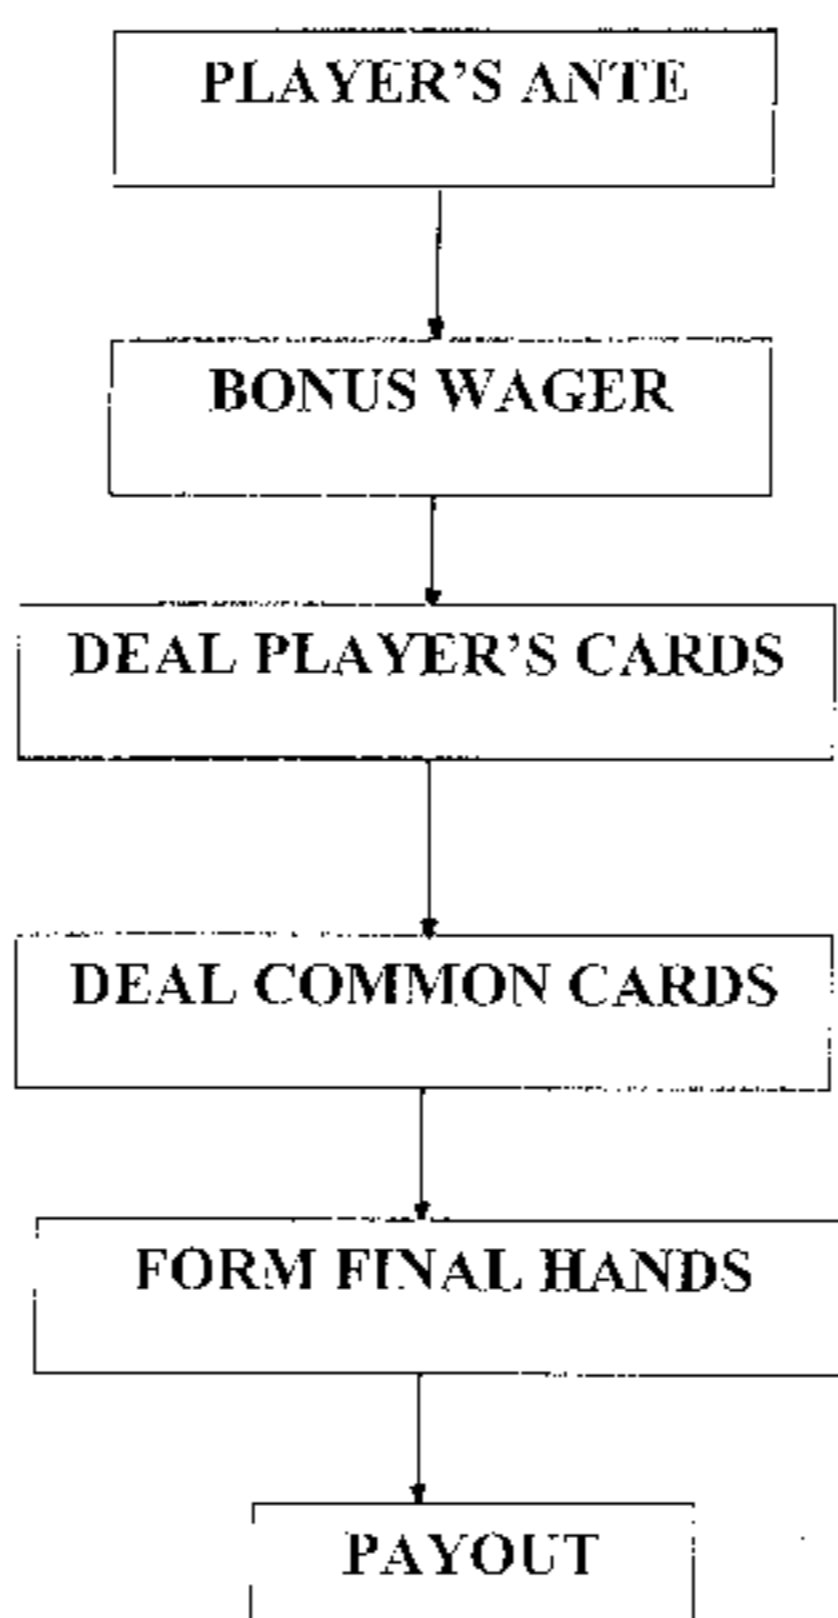 PLAYER'S ANTE
BONUS WAGER
DEAL PLAYER'S CARDS
DEAL COMMON CARDS
FORM FINAL HANDS
PAYOUT